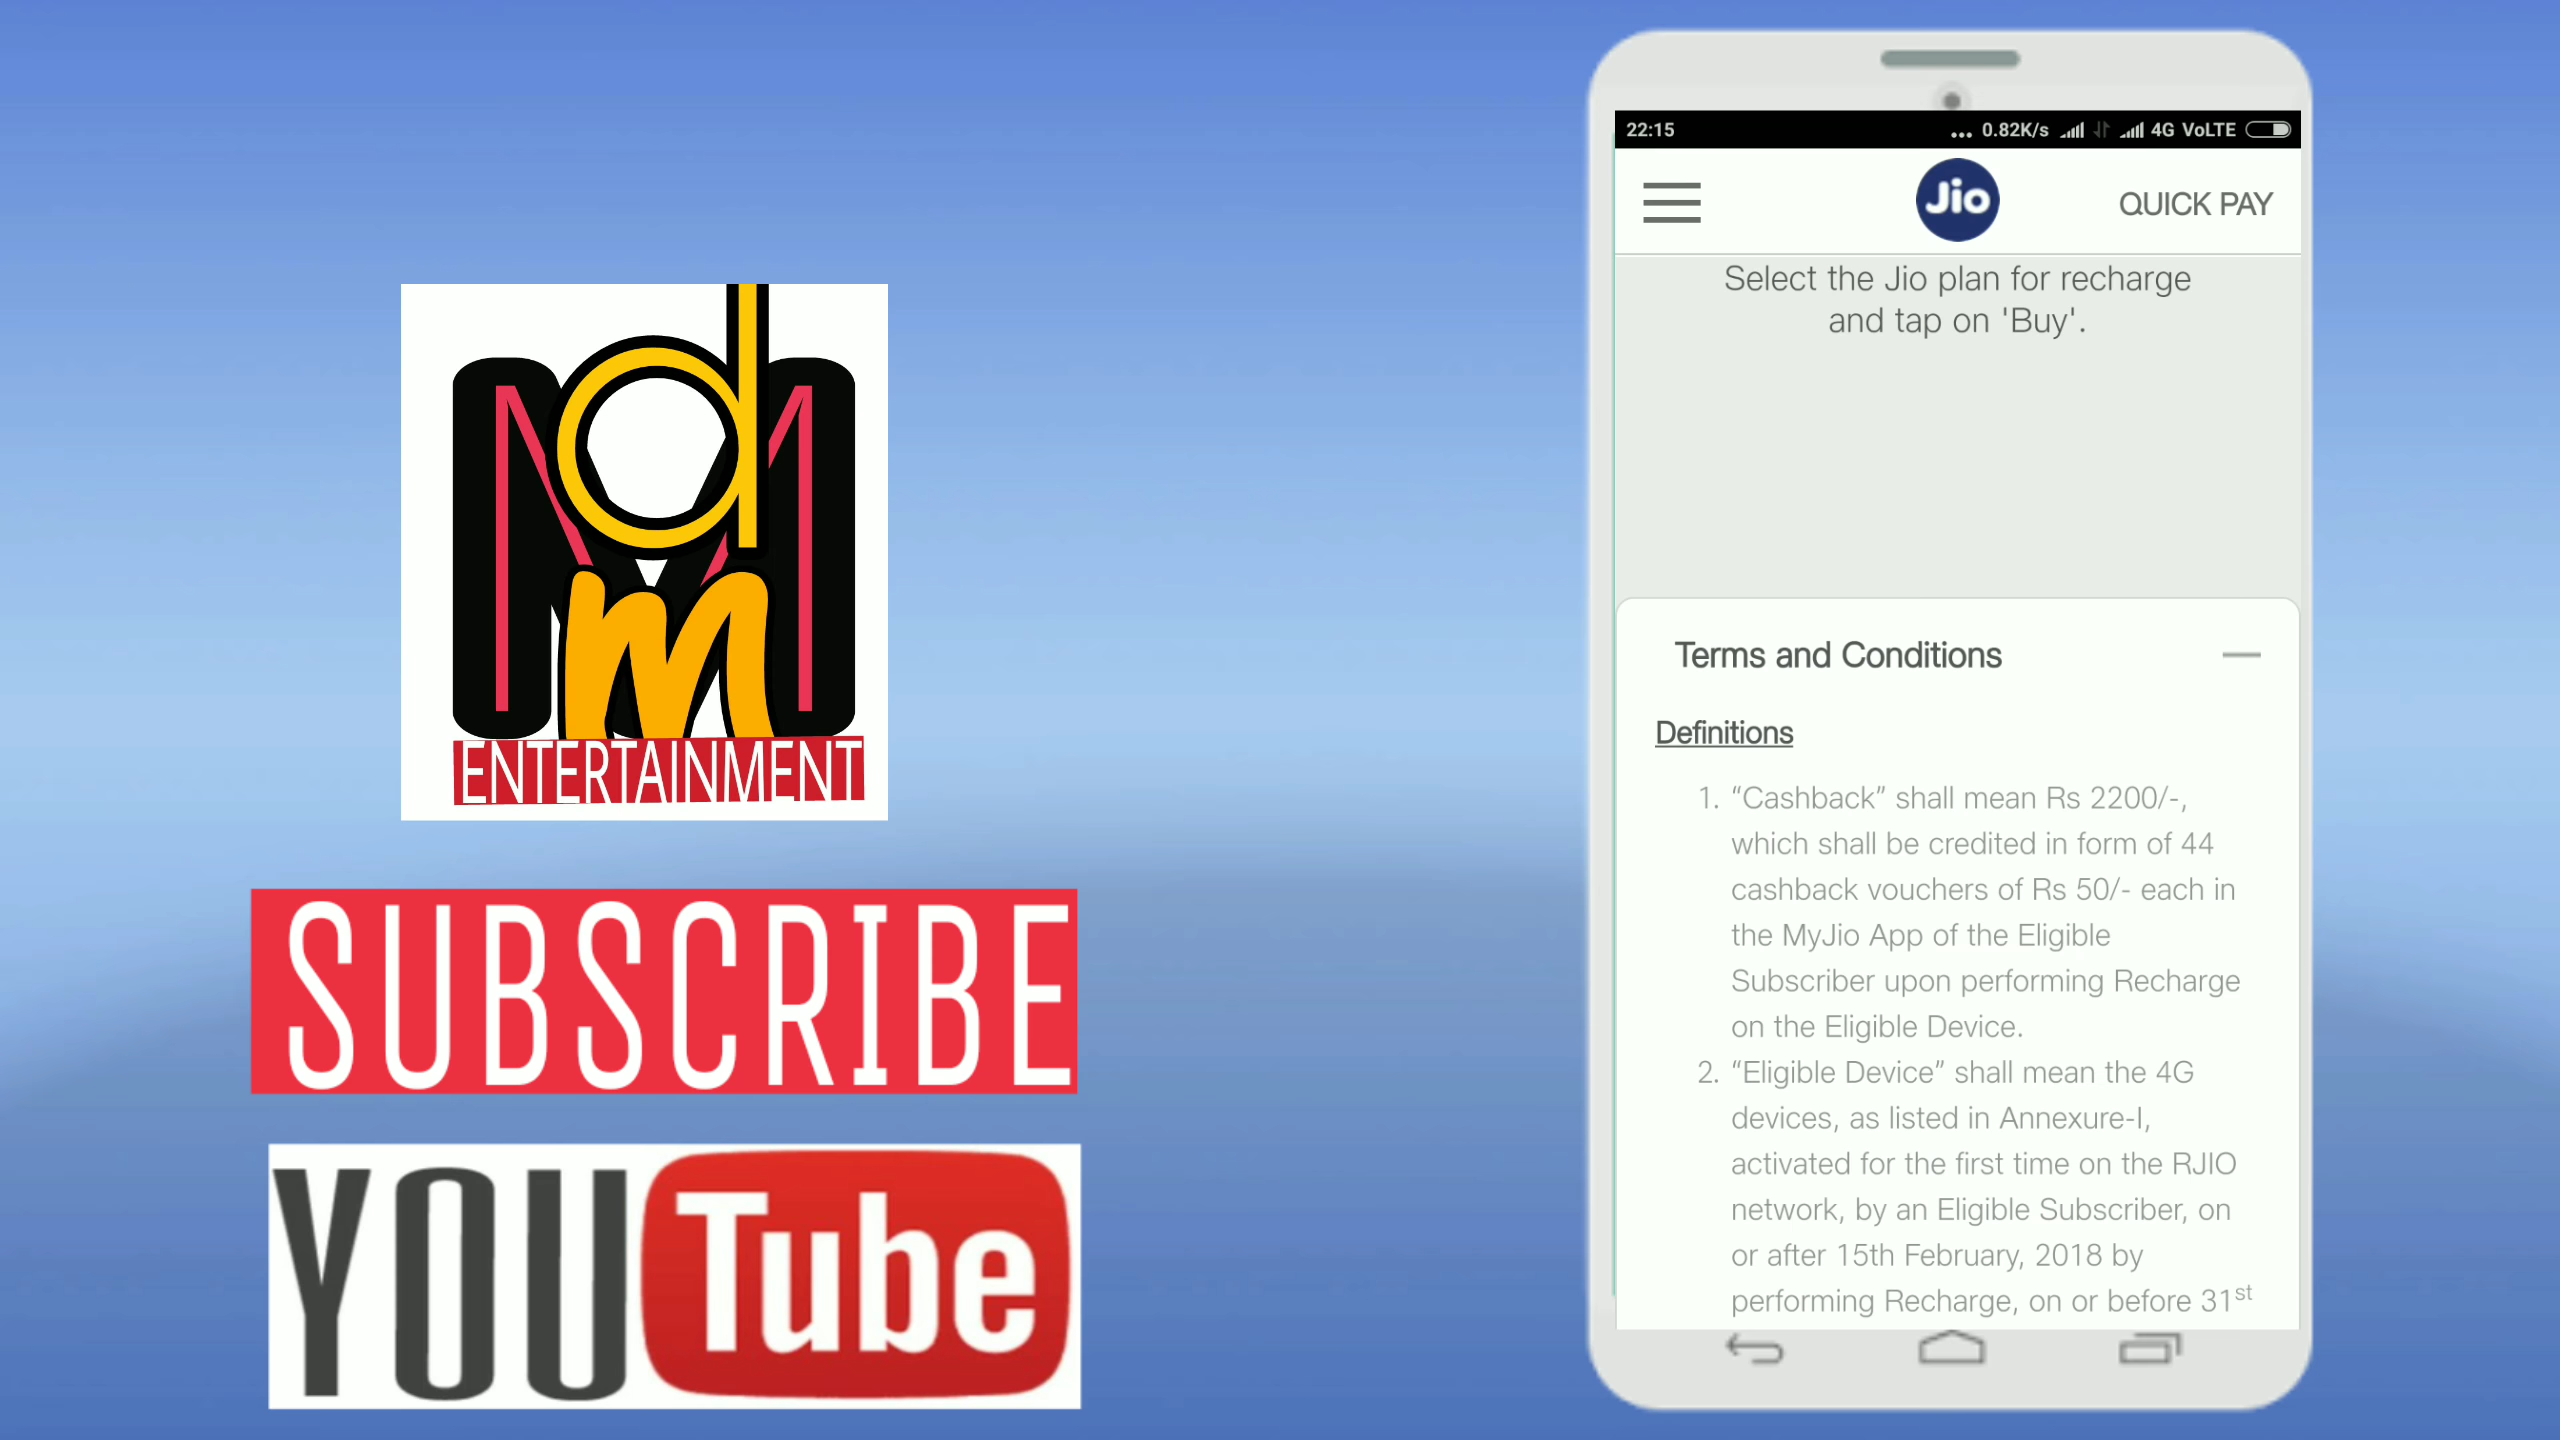 M
d
m
ENTERTAINMENT
SUBSCRIBE
YOUTube
22:15
... 0.82K/s 4G VoLTE
Jio
QUICK PAY
Select the Jio plan for recharge
and tap on 'Buy'.
Terms and Conditions
Definitions
1. “Cashback” shall mean Rs 2200/-,
which shall be credited in form of 44
cashback vouchers of Rs 50/- each in
the MyJio App of the Eligible
Subscriber upon performing Recharge
on the Eligible Device.
2. “Eligible Device” shall mean the 4G
devices, as listed in Annexure-I,
activated for the first time on the RJIO
network, by an Eligible Subscriber, on
or after 15th February, 2018 by
performing Recharge, on or before 31st